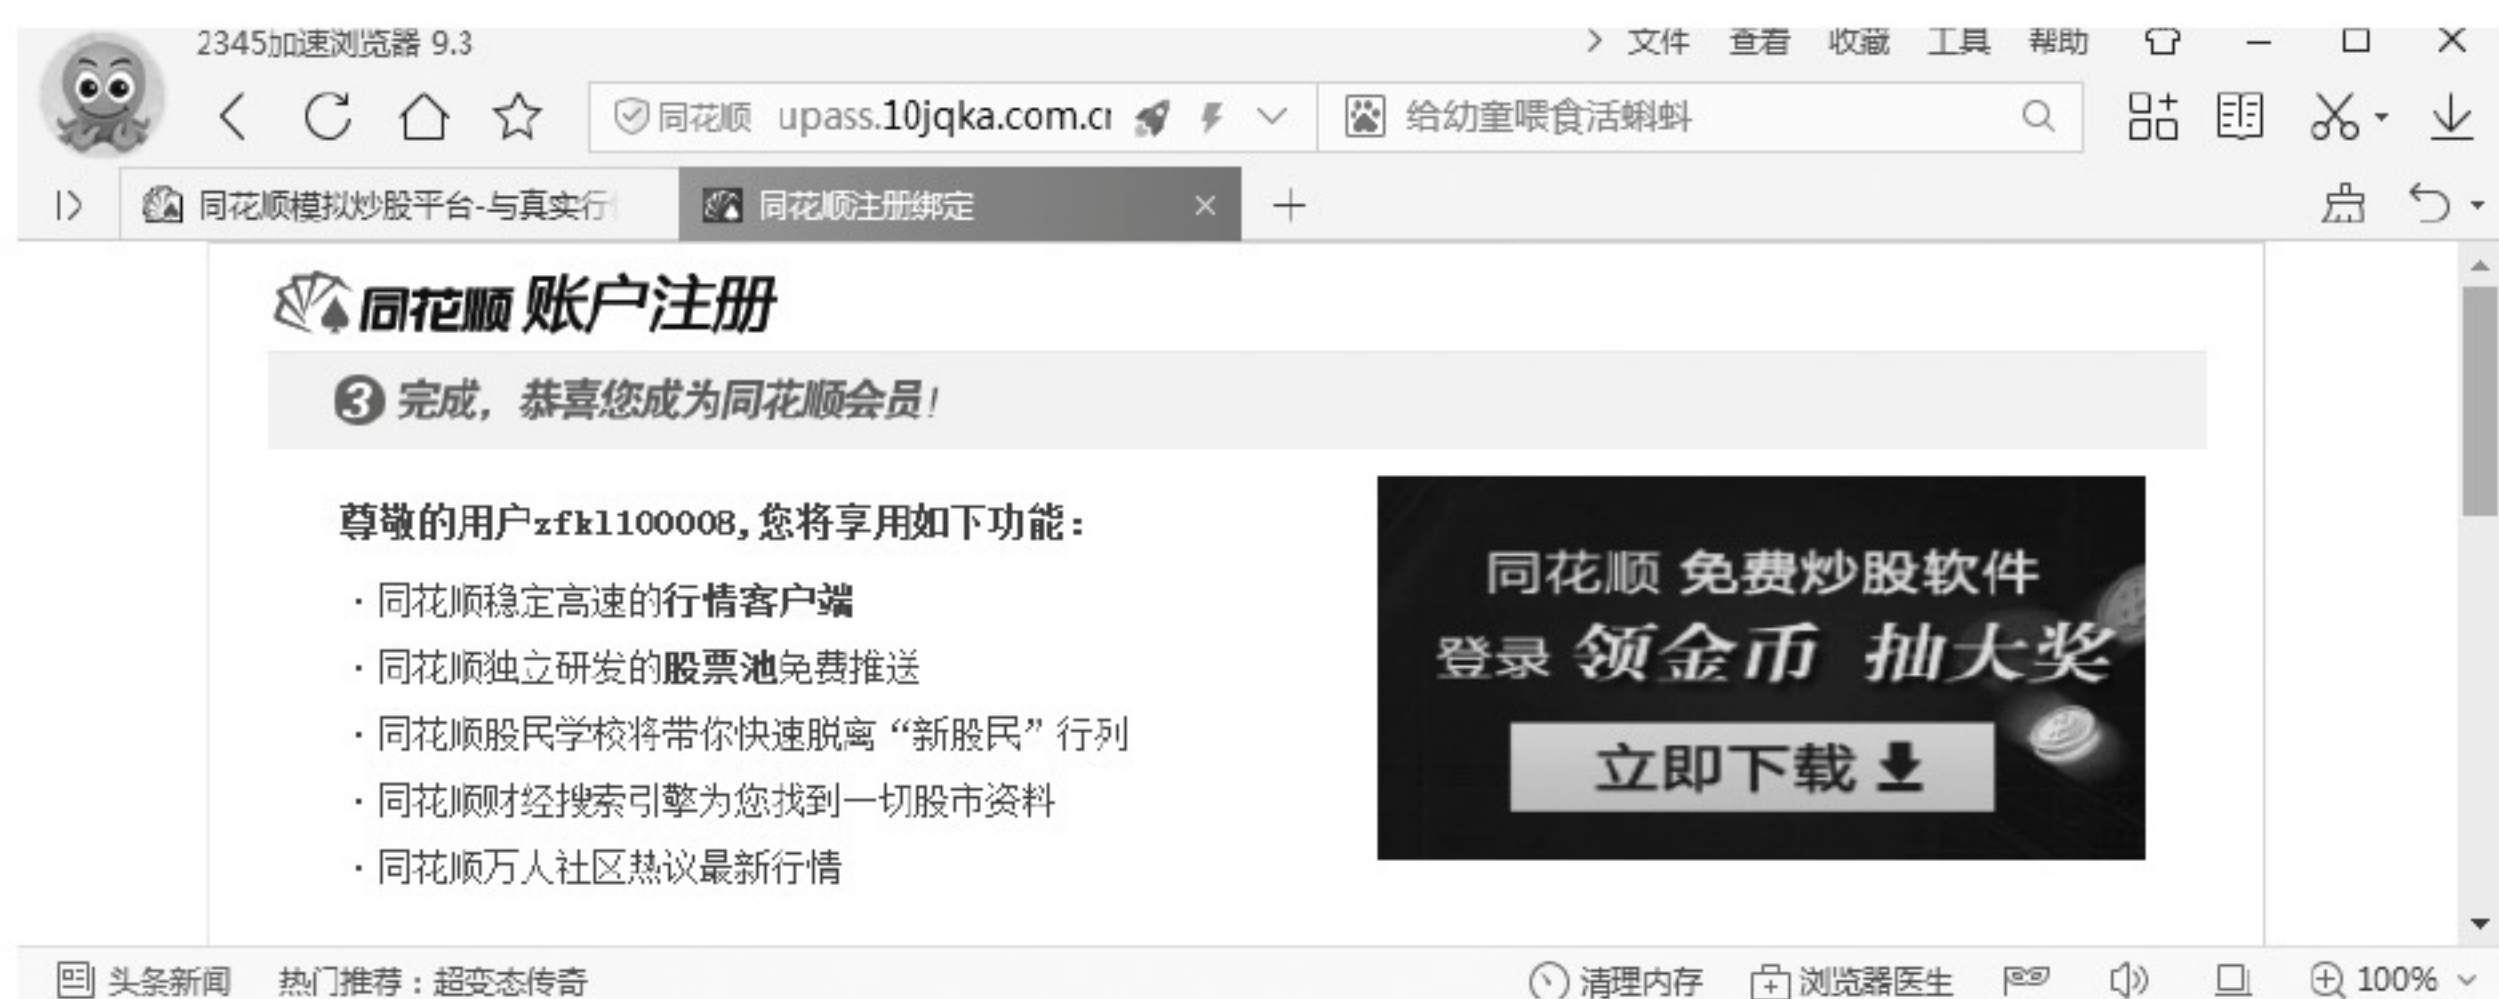 2345加速浏览器 9.3
文件 查看 收藏 工具 帮助
同花顺 upass.10jqka.com.cn
给幼童喂食活蝌蚪
同花顺模拟炒股平台-与真实行
同花顺注册绑定
同花顺 账户注册
3 完成，恭喜您成为同花顺会员！
尊敬的用户zfkl100008,您将享用如下功能：
·同花顺稳定高速的行情客户端
·同花顺独立研发的股票池免费推送
·同花顺股民学校将带你快速脱离“新股民”行列
·同花顺财经搜索引擎为您找到一切股市资料
·同花顺万人社区热议最新行情
同花顺 免费炒股软件
登录 领金币 抽大奖
立即下载
头条新闻 热门推荐：超变态传奇 清理内存 浏览器医生 100%